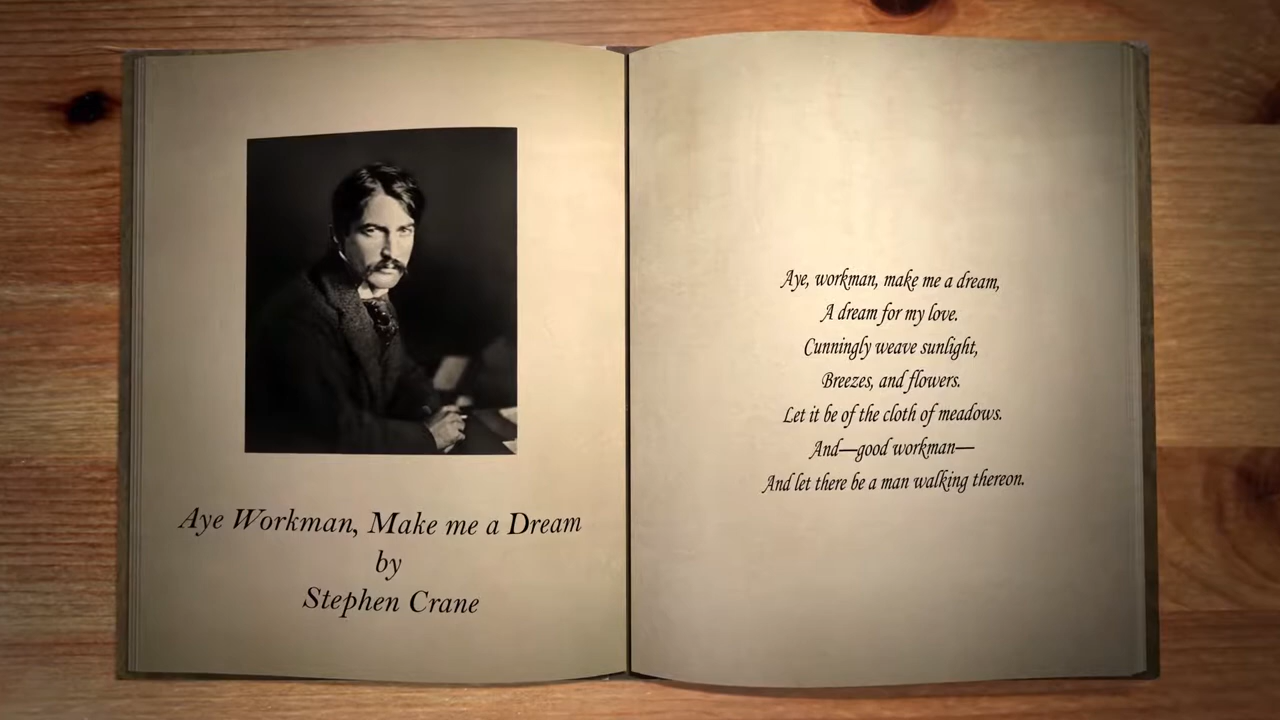 Aye Workman, Make me a Dream
by
Stephen Crane
Aye, workman, make me a dream,
A dream for my love.
Cunningly weave sunlight,
Breezes, and flowers.
Let it be of the cloth of meadows.
And—good workman—
And let there be a man walking thereon.